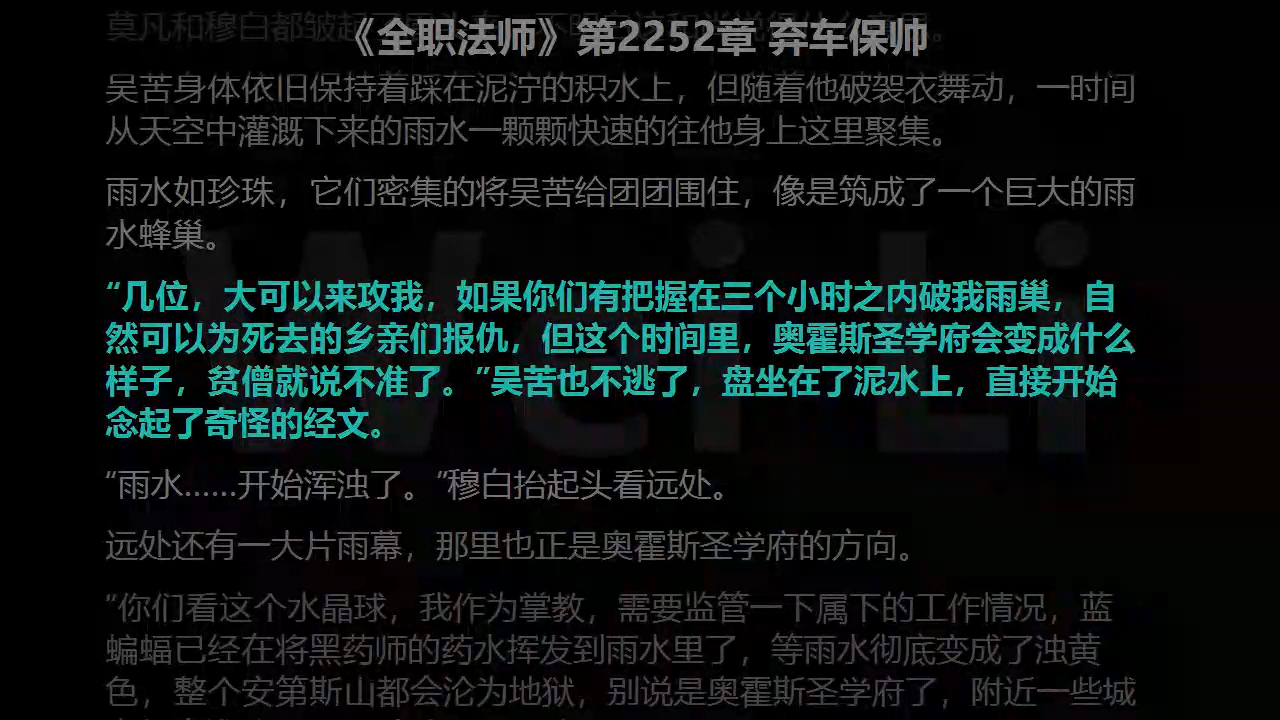 《全职法师》第2252章 弃车保帅
莫凡和穆白都皱起
吴苦身体依旧保持着踩在泥泞的积水上，但随着他破袈衣舞动，一时间
从天空中灌溉下来的雨水一颗颗快速的往他身上这里聚集。
雨水如珍珠，它们密集的将吴苦给团团围住，像是筑成了一个巨大的雨
水蜂巢。
“几位，大可以来攻我，如果你们有把握在三个小时之内破我雨巢，自
然可以为死去的乡亲们报仇，但这个时间里，奥霍斯圣学府会变成什么
样子，贫僧就说不准了。”吴苦也不逃了，盘坐在了泥水上，直接开始
念起了奇怪的经文。
“雨水......开始浑浊了。”穆白抬起头看远处。
远处还有一大片雨幕，那里也正是奥霍斯圣学府的方向。
“你们看这个水晶球，我作为掌教，需要监管一下属下的工作情况，蓝
蝙蝠已经在将黑药师的药水挥发到雨水里了，等雨水彻底变成了浊黄
色，整个安第斯山都会沦为地狱，别说是奥霍斯圣学府了，附近一些城
Wei Li